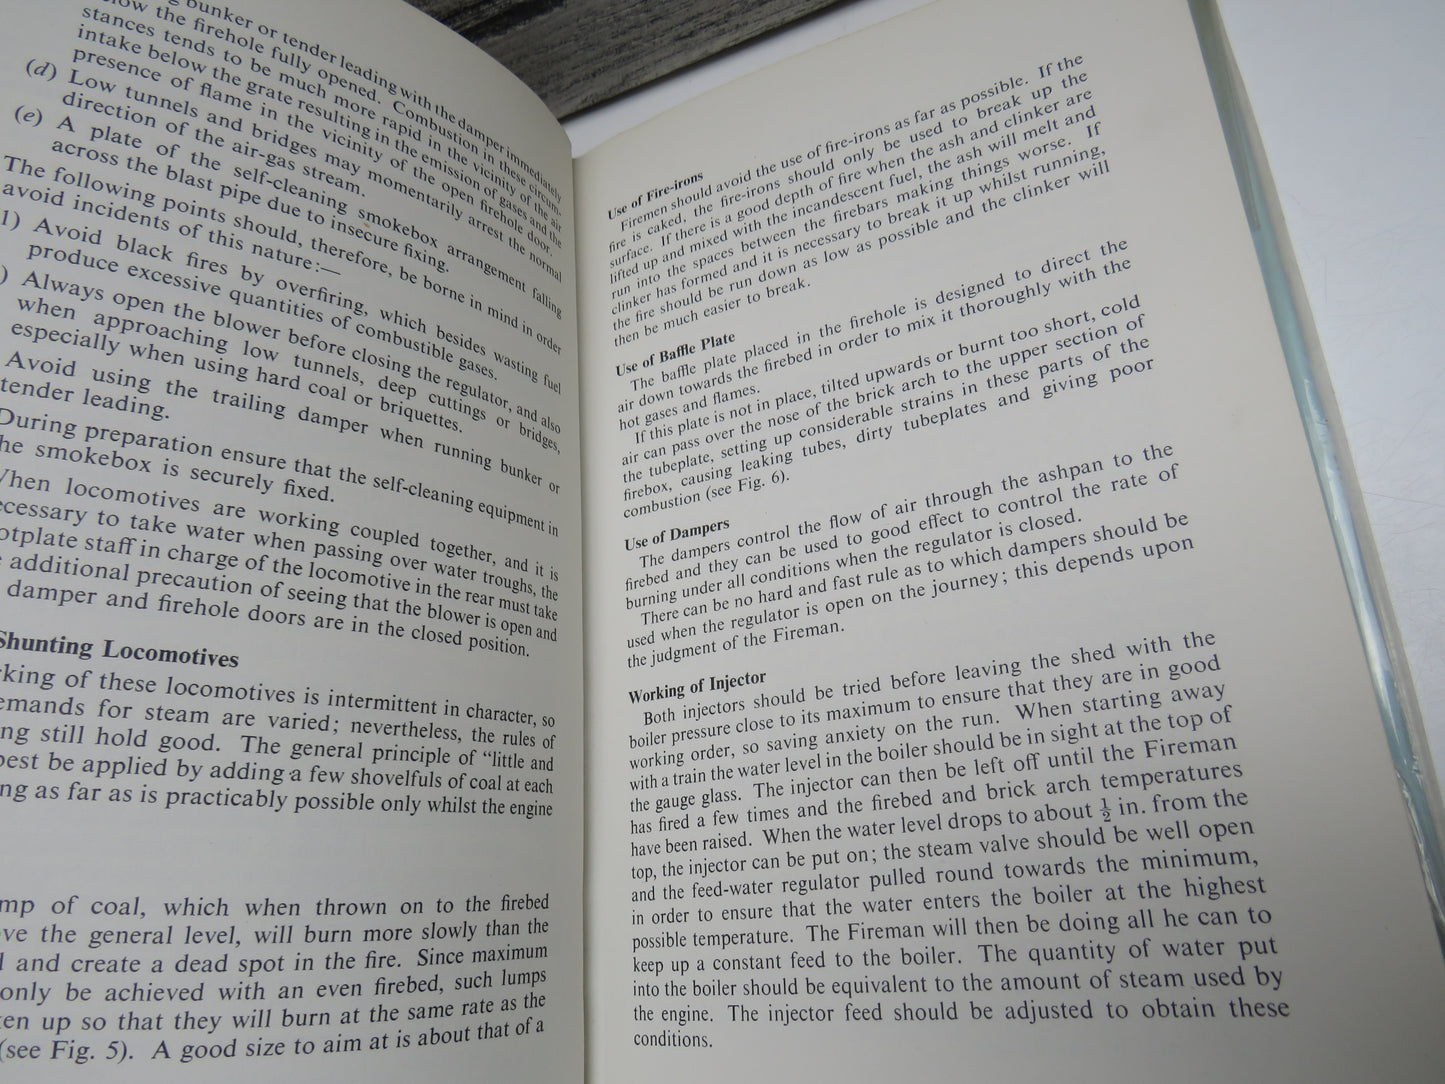 bunker or tender leading with the damper immediately
the firehole fully opened. Combustion in these circum-
stances tends to be much more rapid in the vicinity of the air
intake below the grate resulting in the emission of gases and the
presence of flame in the vicinity of the open firehole door.
(d) Low tunnels and bridges may momentarily arrest the normal
direction of the air-gas stream.
(e) A plate of the self-cleaning smokebox arrangement falling
across the blast pipe due to insecure fixing.
The following points should, therefore, be borne in mind in order
avoid incidents of this nature:—
1) Avoid black fires by overfiring, which besides wasting fuel
produce excessive quantities of combustible gases.
) Always open the blower before closing the regulator, and also
when approaching low tunnels, deep cuttings or bridges,
especially when using hard coal or briquettes.
Avoid using the trailing damper when running bunker or
tender leading.
During preparation ensure that the self-cleaning equipment in
he smokebox is securely fixed.
When locomotives are working coupled together, and it is
ecessary to take water when passing over water troughs, the
otplate staff in charge of the locomotive in the rear must take
additional precaution of seeing that the blower is open and
damper and firehole doors are in the closed position.
Shunting Locomotives
rking of these locomotives is intermittent in character, so
emands for steam are varied; nevertheless, the rules of
ng still hold good. The general principle of "little and
best be applied by adding a few shovelfuls of coal at each
ng as far as is practicably possible only whilst the engine
mp of coal, which when thrown on to the firebed
ve the general level, will burn more slowly than the
and create a dead spot in the fire. Since maximum
only be achieved with an even firebed, such lumps
ken up so that they will burn at the same rate as the
(see Fig. 5). A good size to aim at is about that of a
Use of Fire-irons
Firemen should avoid the use of fire-irons as far as possible. If the
fire is caked, the fire-irons should only be used to break up the
surface. If there is a good depth of fire when the ash and clinker are
lifted up and mixed with the incandescent fuel, the ash will melt and
run into the spaces between the firebars making things worse. If
clinker has formed and it is necessary to break it up whilst running,
the fire should be run down as low as possible and the clinker will
then be much easier to break.
Use of Baffle Plate
The baffle plate placed in the firehole is designed to direct the
air down towards the firebed in order to mix it thoroughly with the
hot gases and flames.
If this plate is not in place, tilted upwards or burnt too short, cold
air can pass over the nose of the brick arch to the upper section of
the tubeplate, setting up considerable strains in these parts of the
firebox, causing leaking tubes, dirty tubeplates and giving poor
combustion (see Fig. 6).
Use of Dampers
The dampers control the flow of air through the ashpan to the
firebed and they can be used to good effect to control the rate of
burning under all conditions when the regulator is closed.
There can be no hard and fast rule as to which dampers should be
used when the regulator is open on the journey; this depends upon
the judgment of the Fireman.
Working of Injector
Both injectors should be tried before leaving the shed with the
boiler pressure close to its maximum to ensure that they are in good
working order, so saving anxiety on the run. When starting away
with a train the water level in the boiler should be in sight at the top of
the gauge glass. The injector can then be left off until the Fireman
has fired a few times and the firebed and brick arch temperatures
have been raised. When the water level drops to about ½ in. from the
top, the injector can be put on; the steam valve should be well open
and the feed-water regulator pulled round towards the minimum,
in order to ensure that the water enters the boiler at the highest
possible temperature. The Fireman will then be doing all he can to
keep up a constant feed to the boiler. The quantity of water put
into the boiler should be equivalent to the amount of steam used by
the engine. The injector feed should be adjusted to obtain these
conditions.